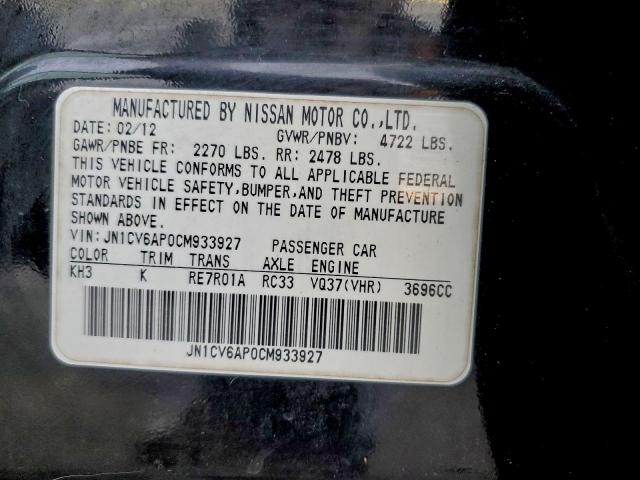 MANUFACTURED BY NISSAN MOTOR CO.,LTD.
DATE: 02/12 GVWR/PNBV: 4722 LBS.
GAWR/PNBE FR: 2270 LBS. RR: 2478 LBS.
THIS VEHICLE CONFORMS TO ALL APPLICABLE FEDERAL
MOTOR VEHICLE SAFETY,BUMPER,AND THEFT PREVENTION
STANDARDS IN EFFECT ON THE DATE OF MANUFACTURE
SHOWN ABOVE.
VIN: JN1CV6AP0CM933927 PASSENGER CAR
COLOR TRIM TRANS AXLE ENGINE
KH3 K RE7R01A RC33 VQ37(VHR) 3696CC
JN1CV6AP0CM933927